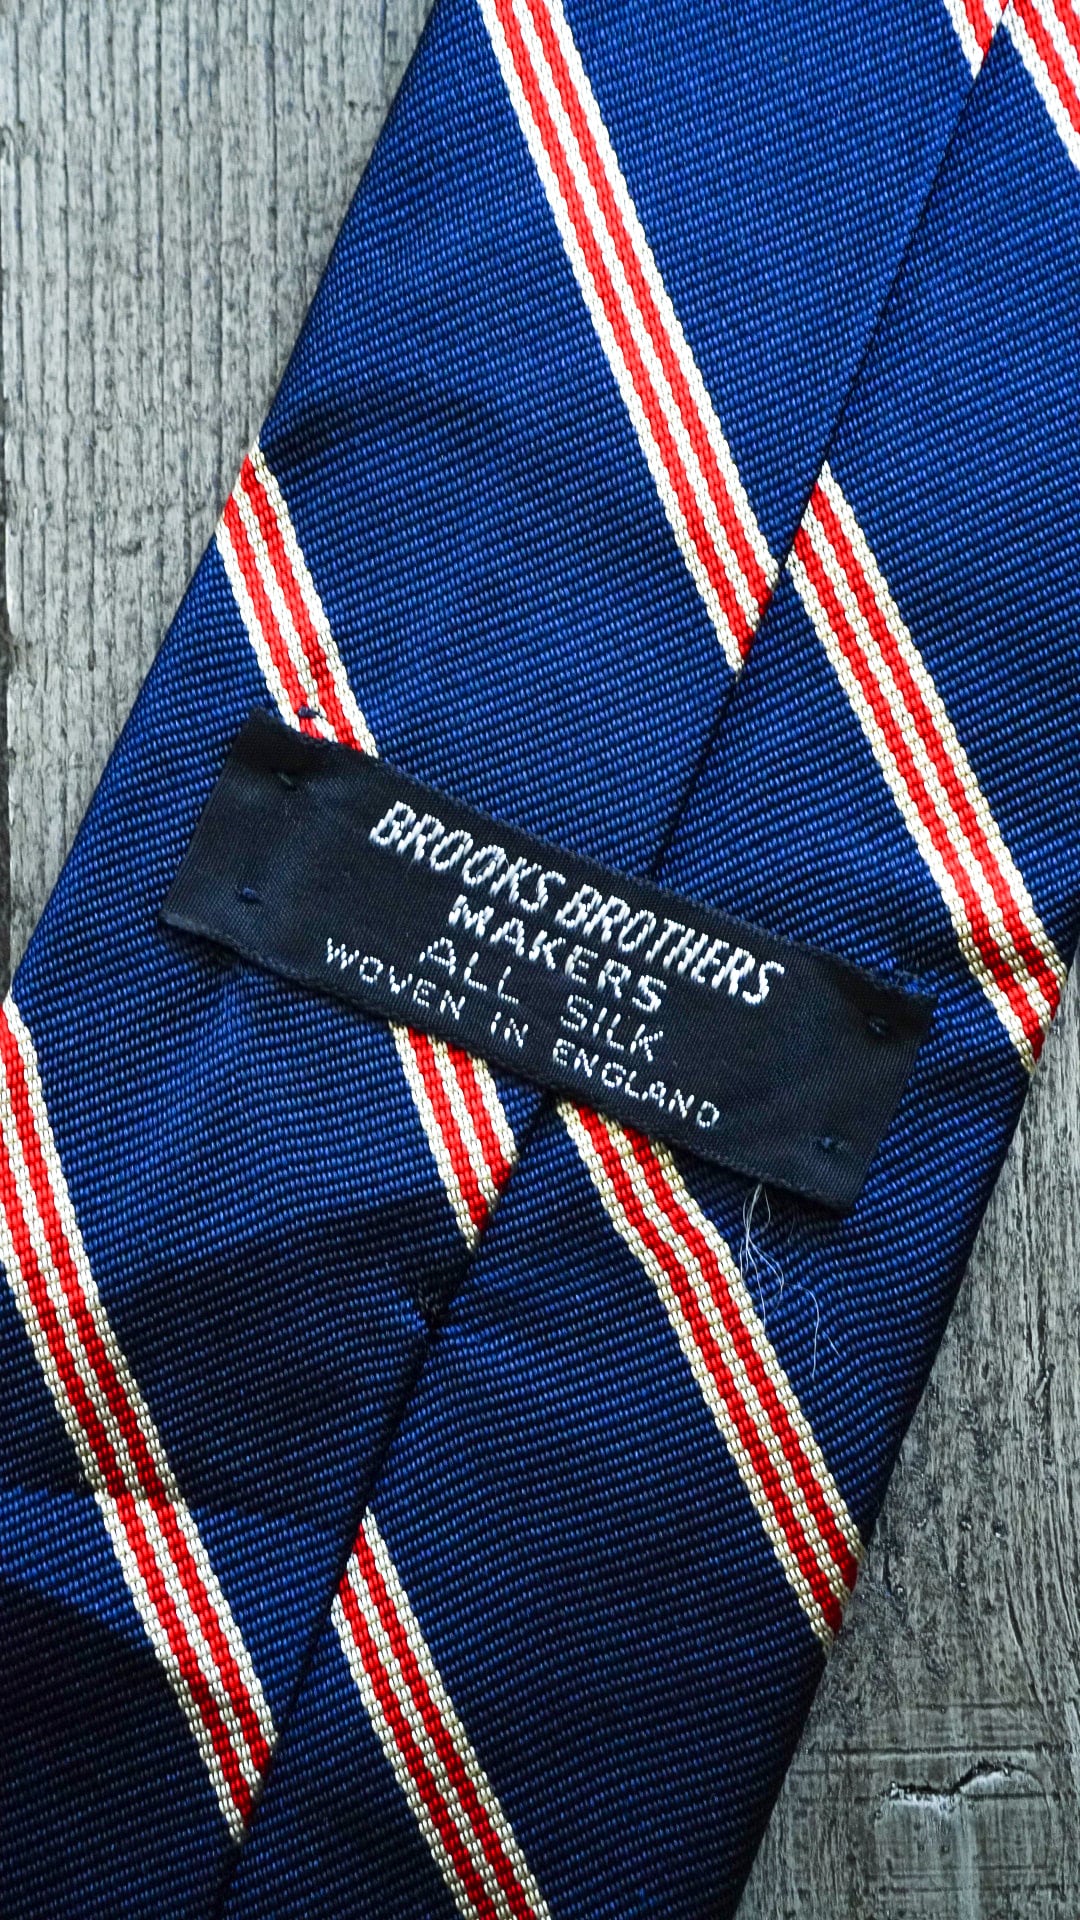 BROOKS BROTHERS
MAKERS
ALL SILK
WOVEN IN ENGLAND